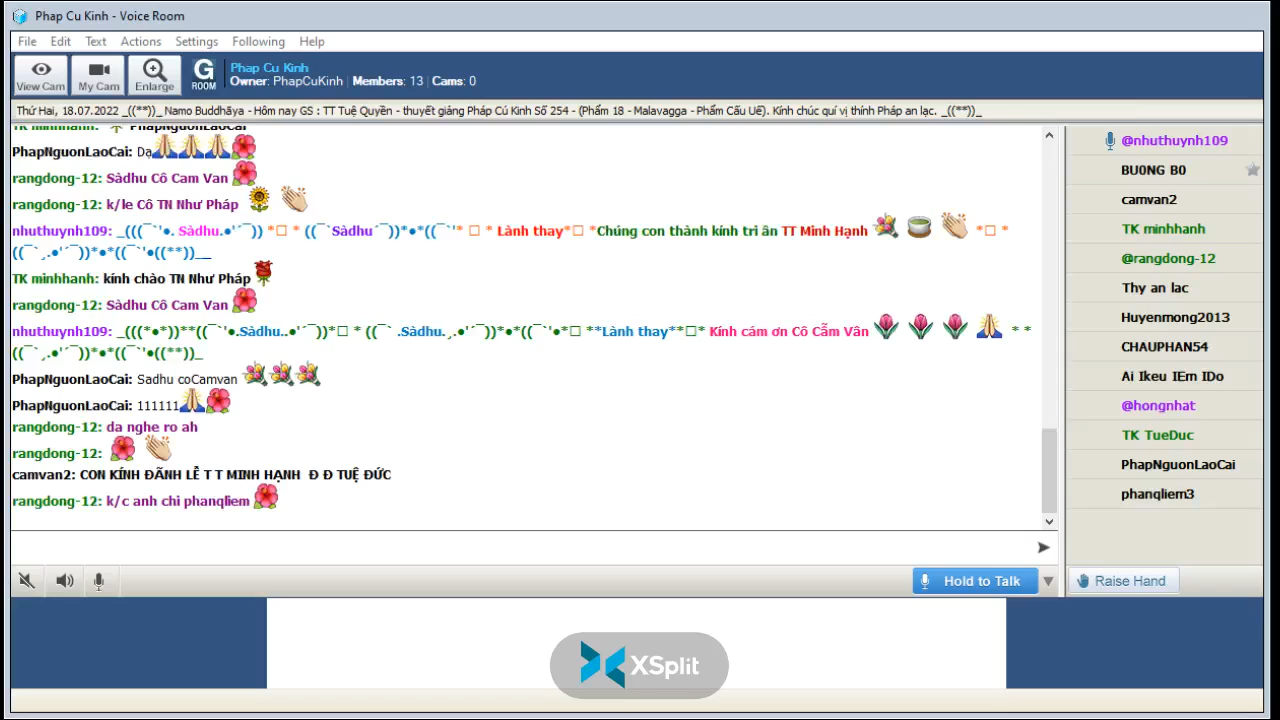 Phap Cu Kinh - Voice Room
File Edit Text Actions Settings Following Help
View Cam My Cam Enlarge G ROOM
Phap Cu Kinh
Owner: PhapCuKinh | Members: 13 | Cams: 0
Thứ Hai, 18.07.2022 _((**))_ Namo Buddhāya - Hôm nay GS : TT Tuệ Quyền - thuyết giảng Pháp Cú Kinh Số 254 - (Phẩm 18 - Malavagga - Phẩm Cấu Uế). Kính chúc quí vị thính Pháp an lạc. _((**))_
TK minhhanh: PhapNguonLaoCai
PhapNguonLaoCai: Dạ
rangdong-12: Sàdhu Cô Cam Van
rangdong-12: k/le Cô TN Như Pháp
nhuthuynh109: _(((¯`'•. Sàdhu.•'´¯)) *□ * ((¯`Sàdhu´¯))*•*((¯`'* □ * Lành thay*□ *Chúng con thành kính tri ân TT Minh Hạnh *□ *
((¯`¸.•'´¯))*•*((¯`'•((**))__
TK minhhanh: kính chào TN Như Pháp
rangdong-12: Sàdhu Cô Cam Van
nhuthuynh109: _(((*•*))**((¯`'•.Sàdhu..•'´¯))*□ * ((¯` .Sàdhu.¸.•'´¯))*•*((¯`'•*□ **Lành thay**□* Kính cám ơn Cô Cẩm Vân * *
((¯`¸.•'´¯))*•*((¯`'•((**))_
PhapNguonLaoCai: Sadhu coCamvan
PhapNguonLaoCai: 111111
rangdong-12: da nghe ro ah
rangdong-12:
camvan2: CON KÍNH ĐÃNH LỄ T T MINH HẠNH Đ Đ TUỆ ĐỨC
rangdong-12: k/c anh chi phanqliem
Hold to Talk
@nhuthuynh109
BU0NG B0
camvan2
TK minhhanh
@rangdong-12
Thy an lac
Huyenmong2013
CHAUPHAN54
Ai Ikeu IEm IDo
@hongnhat
TK TueDuc
PhapNguonLaoCai
phanqliem3
Raise Hand
XSplit